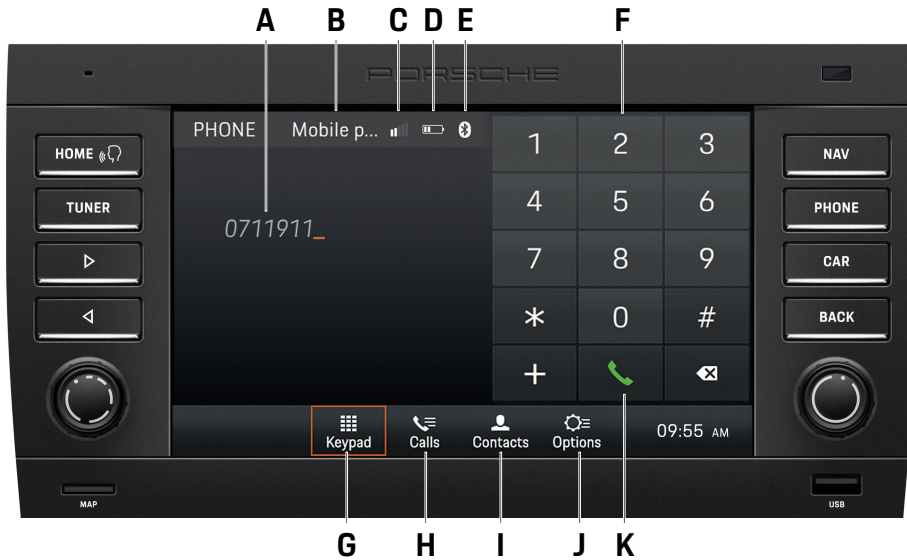 A B C D E F
PORSCHE
PHONE Mobile p...
1 2 3
HOME
NAV
TUNER
0711911_
4 5 6
PHONE
7 8 9
CAR
* 0 #
BACK
+
Keypad Calls Contacts Options 09:55 AM
MAP
USB
G H I J K